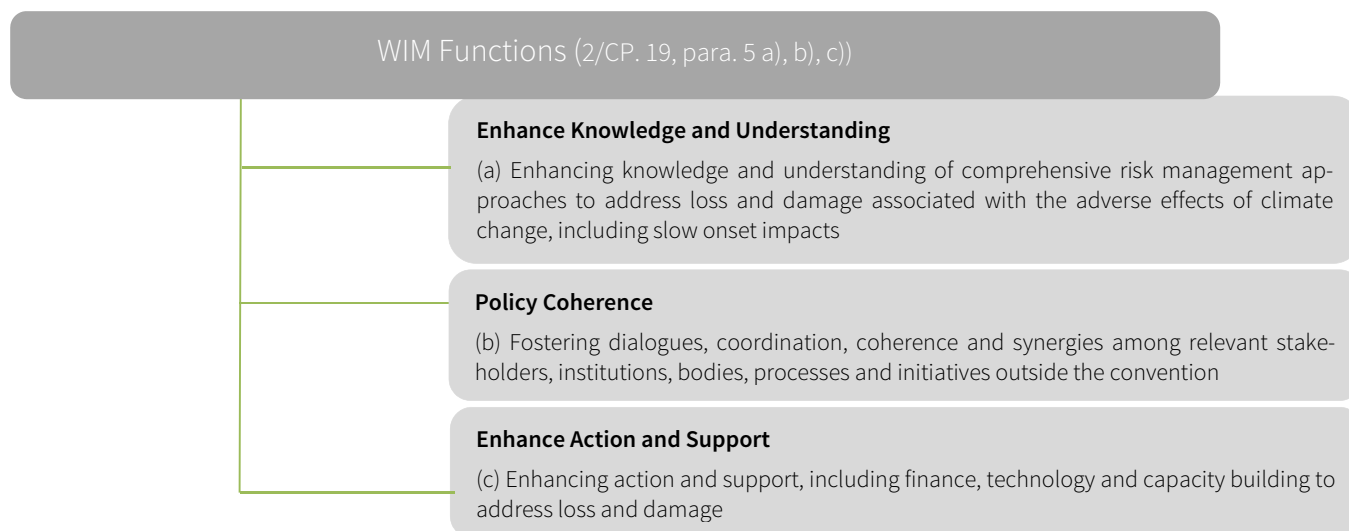 WIM Functions (2/CP. 19, para. 5 a), b), c))
Enhance Knowledge and Understanding
(a) Enhancing knowledge and understanding of comprehensive risk management ap-
proaches to address loss and damage associated with the adverse effects of climate
change, including slow onset impacts
Policy Coherence
(b) Fostering dialogues, coordination, coherence and synergies among relevant stake-
holders, institutions, bodies, processes and initiatives outside the convention
Enhance Action and Support
(c) Enhancing action and support, including finance, technology and capacity building to
address loss and damage